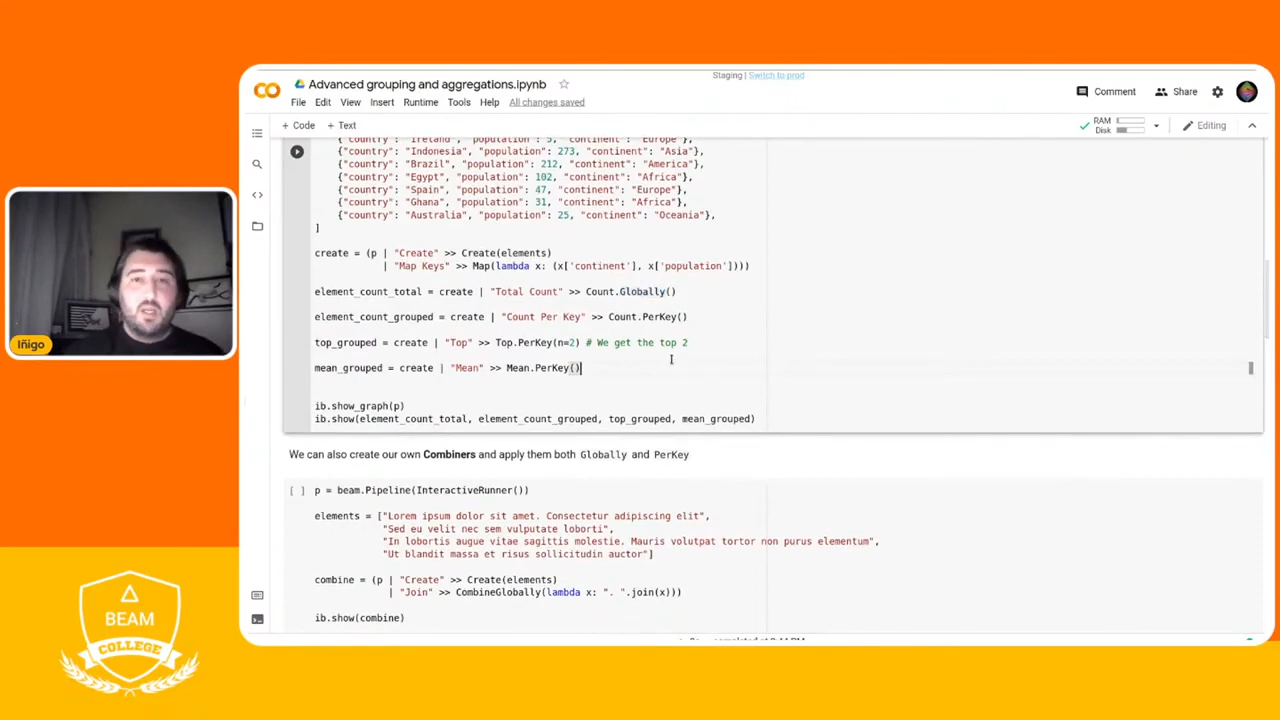 Staging | Switch to prod
Advanced grouping and aggregations.ipynb
File Edit View Insert Runtime Tools Help All changes saved
Comment Share
+ Code + Text
RAM
Disk
Editing
{"country": "Ireland", "population": 5, "continent": "Europe"},
{"country": "Indonesia", "population": 273, "continent": "Asia"},
{"country": "Brazil", "population": 212, "continent": "America"},
{"country": "Egypt", "population": 102, "continent": "Africa"},
{"country": "Spain", "population": 47, "continent": "Europe"},
{"country": "Ghana", "population": 31, "continent": "Africa"},
{"country": "Australia", "population": 25, "continent": "Oceania"},
]
create = (p | "Create" >> Create(elements)
| "Map Keys" >> Map(lambda x: (x['continent'], x['population'])))
element_count_total = create | "Total Count" >> Count.Globally()
element_count_grouped = create | "Count Per Key" >> Count.PerKey()
top_grouped = create | "Top" >> Top.PerKey(n=2) # We get the top 2
mean_grouped = create | "Mean" >> Mean.PerKey()
ib.show_graph(p)
ib.show(element_count_total, element_count_grouped, top_grouped, mean_grouped)
We can also create our own Combiners and apply them both Globally and PerKey
[ ] p = beam.Pipeline(InteractiveRunner())
elements = ["Lorem ipsum dolor sit amet. Consectetur adipiscing elit",
"Sed eu velit nec sem vulputate loborti",
"In lobortis augue vitae sagittis molestie. Mauris volutpat tortor non purus elementum",
"Ut blandit massa et risus sollicitudin auctor"]
combine = (p | "Create" >> Create(elements)
| "Join" >> CombineGlobally(lambda x: ". ".join(x)))
ib.show(combine)
Iñigo
BEAM
COLLEGE